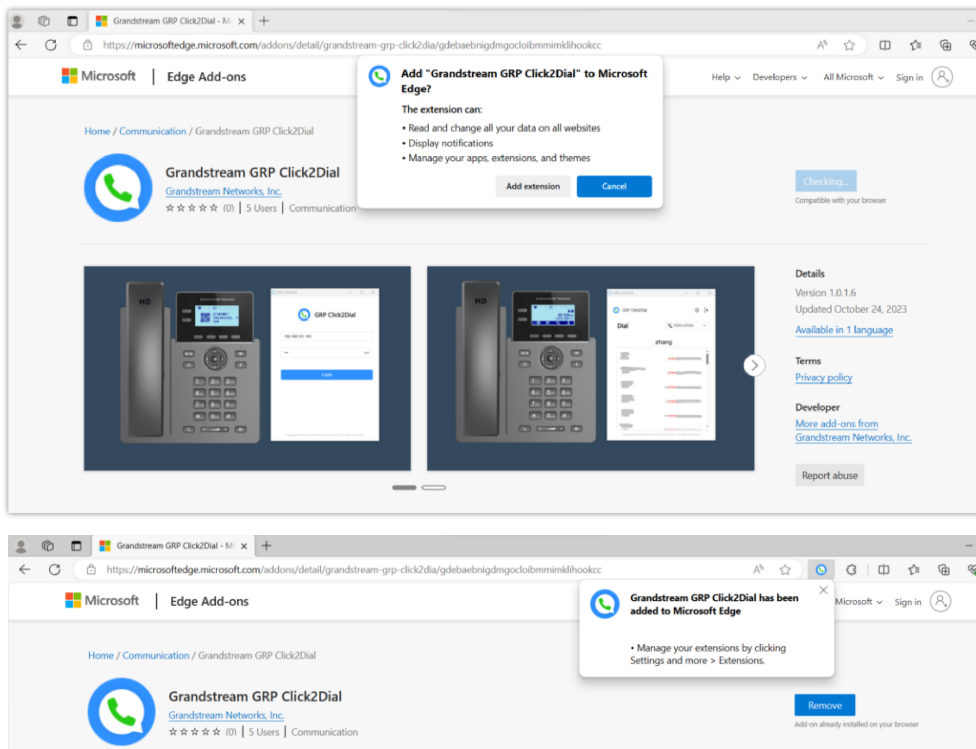 Grandstream GRP Click2Dial - Mi
https://microsoftedge.microsoft.com/addons/detail/grandstream-grp-click2dia/gdebaebnigdmgocloibmmimklihookcc
Microsoft | Edge Add-ons
Help
Developers
All Microsoft
Sign in
Add "Grandstream GRP Click2Dial" to Microsoft
Edge?
The extension can:
• Read and change all your data on all websites
• Display notifications
• Manage your apps, extensions, and themes
Add extension
Cancel
Home / Communication / Grandstream GRP Click2Dial
Grandstream GRP Click2Dial
Grandstream Networks, Inc.
(0) | 5 Users | Communication
Checking...
Compatible with your browser
HD
GRP Click2Dial
Login
HD
Dial
zhang
Details
Version 1.0.1.6
Updated October 24, 2023
Available in 1 language
Terms
Privacy policy
Developer
More add-ons from
Grandstream Networks, Inc.
Report abuse
Grandstream GRP Click2Dial - Mi
https://microsoftedge.microsoft.com/addons/detail/grandstream-grp-click2dia/gdebaebnigdmgocloibmmimklihookcc
Microsoft | Edge Add-ons
Microsoft
Sign in
Grandstream GRP Click2Dial has been
added to Microsoft Edge
• Manage your extensions by clicking
Settings and more > Extensions.
Home / Communication / Grandstream GRP Click2Dial
Grandstream GRP Click2Dial
Grandstream Networks, Inc.
(0) | 5 Users | Communication
Remove
Add-on already installed on your browser